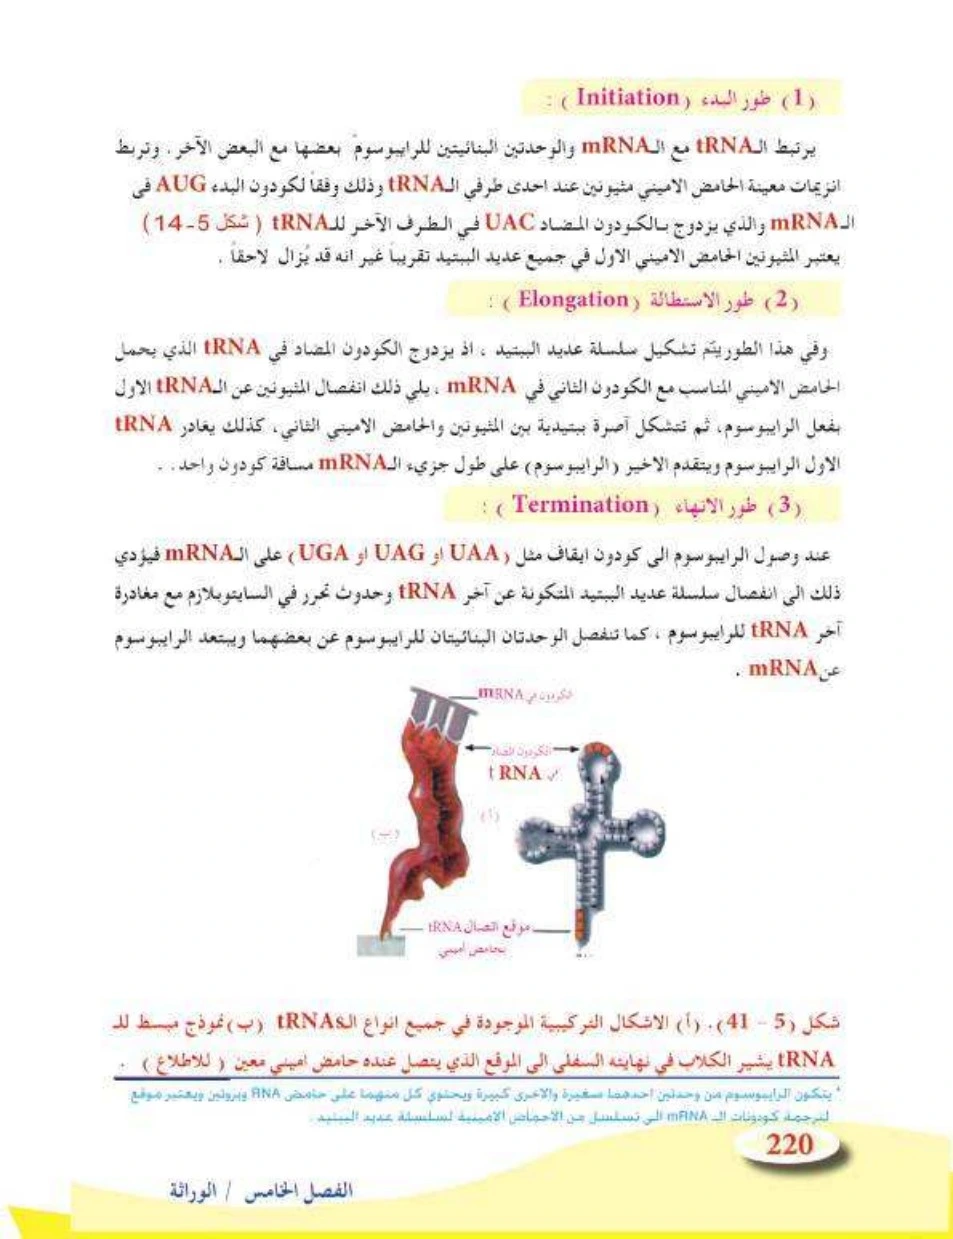 (1) طور البدء (Initiation) :
يرتبط الـtRNA مع الـmRNA والوحدتين البنائيتين للرايبوسوم* بعضها مع البعض الآخر. وتربط
انزيمات معينة الحامض الاميني مثيونين عند احدى طرفي الـtRNA وذلك وفقاً لكودون البدء AUG في
الـmRNA والذي يزدوج بالكودون المضاد UAC في الطرف الآخر للـtRNA (شكل 5-14)
يعتبر المثيونين الحامض الاميني الاول في جميع عديد الببتيد تقريباً غير انه قد يُزال لاحقاً .
(2) طور الاستطالة (Elongation) :
وفي هذا الطور يتم تشكيل سلسلة عديد الببتيد ، اذ يزدوج الكودون المضاد في tRNA الذي يحمل
الحامض الاميني المناسب مع الكودون الثاني في mRNA ، يلي ذلك انفصال المثيونين عن الـtRNA الاول
بفعل الرايبوسوم، ثم تتشكل آصرة ببتيدية بين المثيونين والحامض الاميني الثاني، كذلك يغادر tRNA
الاول الرايبوسوم ويتقدم الاخير (الرايبوسوم) على طول جزيء الـmRNA مسافة كودون واحد. .
(3) طور الانهاء (Termination) :
عند وصول الرايبوسوم الى كودون ايقاف مثل (UAA او UAG او UGA) على الـmRNA فيؤدي
ذلك الى انفصال سلسلة عديد الببتيد المتكونة عن آخر tRNA وحدوث تحرر في السايتوبلازم مع مغادرة
آخر tRNA للرايبوسوم ، كما تنفصل الوحدتان البنائيتان للرايبوسوم عن بعضهما ويبتعد الرايبوسوم
عن mRNA .
الكودون في mRNA
الكودون المضاد
في tRNA
(أ)
(ب)
موقع اتصال tRNA
بحامض اميني
شكل (5 - 41). (أ) الاشكال التركيبية الموجودة في جميع انواع الـtRNAs (ب) نموذج مبسط للـ
tRNA يشير الكلاب في نهايته السفلى الى الموقع الذي يتصل عنده حامض اميني معين (للاطلاع) .
* يتكون الرايبوسوم من وحدتين احدهما صغيرة والاخرى كبيرة ويحتوي كل منهما على حامض RNA وبروتين ويعتبر موقع
لترجمة كودونات الـ mRNA الى تسلسل من الاحماض الامينية لسلسلة عديد الببتيد .
220
الفصل الخامس / الوراثة